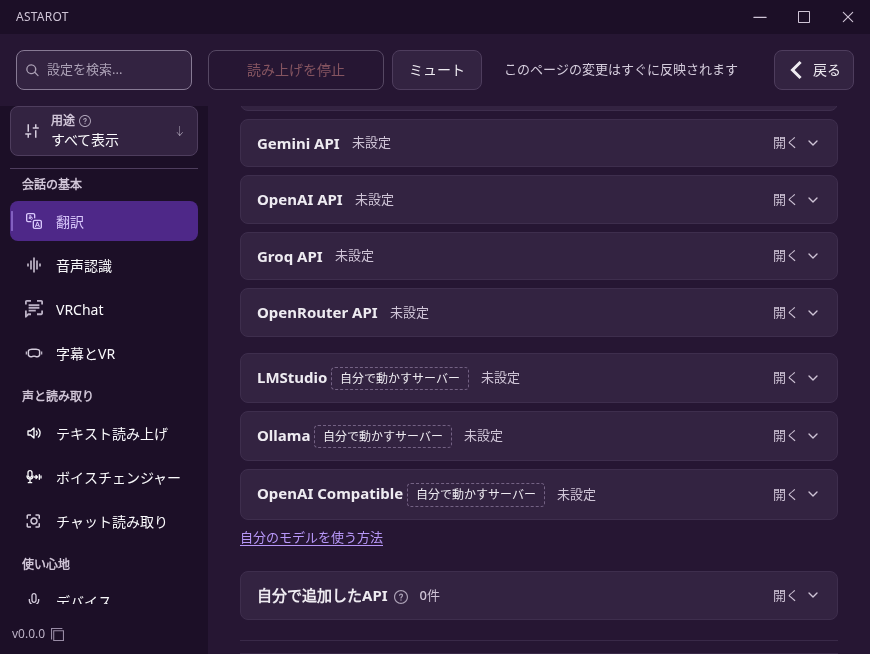 ASTAROT
設定を検索...
読み上げを停止
ミュート
このページの変更はすぐに反映されます
戻る
用途
すべて表示
会話の基本
翻訳
音声認識
VRChat
字幕とVR
声と読み取り
テキスト読み上げ
ボイスチェンジャー
チャット読み取り
使い心地
デバイス
v0.0.0
Gemini API 未設定 開く
OpenAI API 未設定 開く
Groq API 未設定 開く
OpenRouter API 未設定 開く
LMStudio 自分で動かすサーバー 未設定 開く
Ollama 自分で動かすサーバー 未設定 開く
OpenAI Compatible 自分で動かすサーバー 未設定 開く
自分のモデルを使う方法
自分で追加したAPI 0件 開く